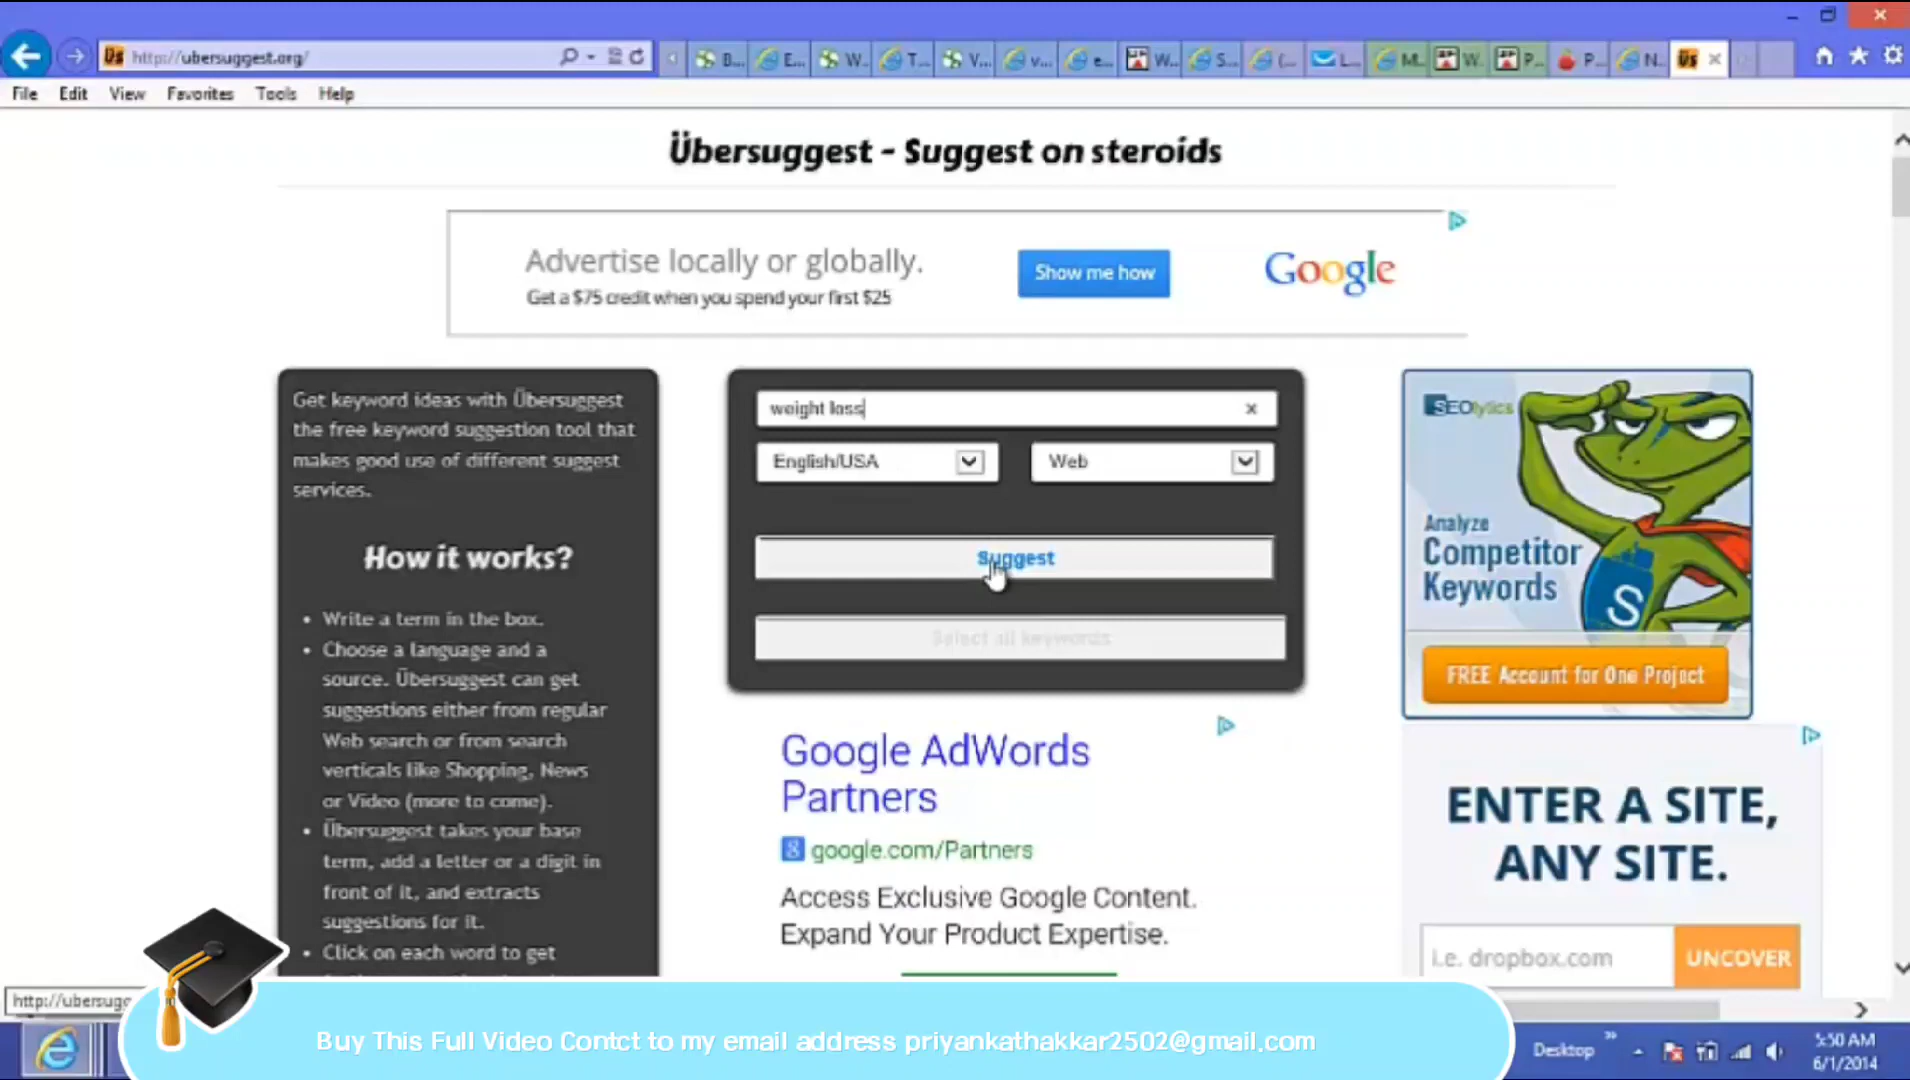 http://ubersuggest.org/
B...
E...
W...
T...
V...
v...
e...
W...
S...
(...
L...
M...
W...
P...
P...
N...
Üs
File Edit View Favorites Tools Help
Übersuggest - Suggest on steroids
Advertise locally or globally.
Get a $75 credit when you spend your first $25
Show me how
Google
Get keyword ideas with Übersuggest
the free keyword suggestion tool that
makes good use of different suggest
services.
How it works?
• Write a term in the box.
• Choose a language and a
source. Übersuggest can get
suggestions either from regular
Web search or from search
verticals like Shopping, News
or Video (more to come).
• Übersuggest takes your base
term, add a letter or a digit in
front of it, and extracts
suggestions for it.
• Click on each word to get
weight loss
English/USA
Web
Suggest
Select all keywords
Google AdWords
Partners
google.com/Partners
Access Exclusive Google Content.
Expand Your Product Expertise.
SEOlytics
Analyze
Competitor
Keywords
S
FREE Account for One Project
ENTER A SITE,
ANY SITE.
i.e. dropbox.com
UNCOVER
http://ubersugg
Buy This Full Video Contct to my email address priyankathakkar2502@gmail.com
Desktop
5:50 AM
6/1/2014